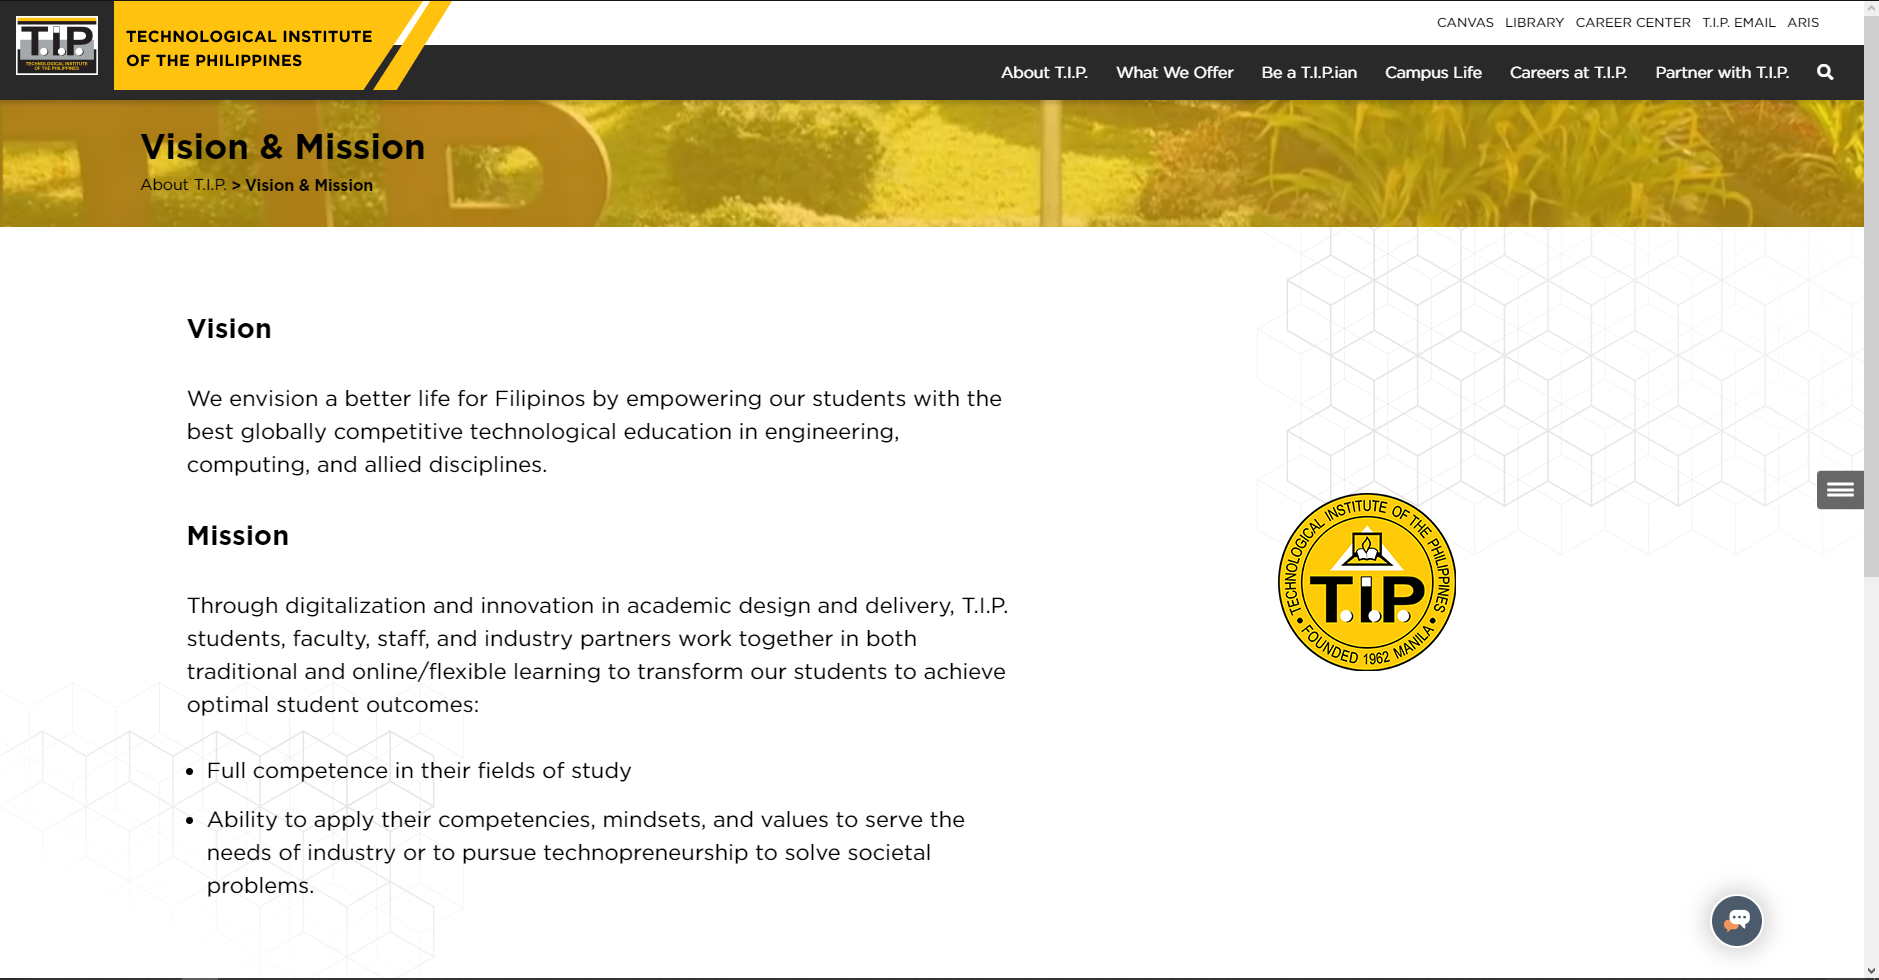 T.I.P.
TECHNOLOGICAL INSTITUTE
OF THE PHILIPPINES
TECHNOLOGICAL INSTITUTE
OF THE PHILIPPINES
CANVAS LIBRARY CAREER CENTER T.I.P. EMAIL ARIS
About T.I.P. What We Offer Be a T.I.P.ian Campus Life Careers at T.I.P. Partner with T.I.P.
Vision & Mission
About T.I.P. > Vision & Mission
Vision
We envision a better life for Filipinos by empowering our students with the
best globally competitive technological education in engineering,
computing, and allied disciplines.
Mission
Through digitalization and innovation in academic design and delivery, T.I.P.
students, faculty, staff, and industry partners work together in both
traditional and online/flexible learning to transform our students to achieve
optimal student outcomes:
• Full competence in their fields of study
• Ability to apply their competencies, mindsets, and values to serve the
needs of industry or to pursue technopreneurship to solve societal
problems.
TECHNOLOGICAL INSTITUTE OF THE PHILIPPINES
T.I.P.
• FOUNDED 1962 MANILA •